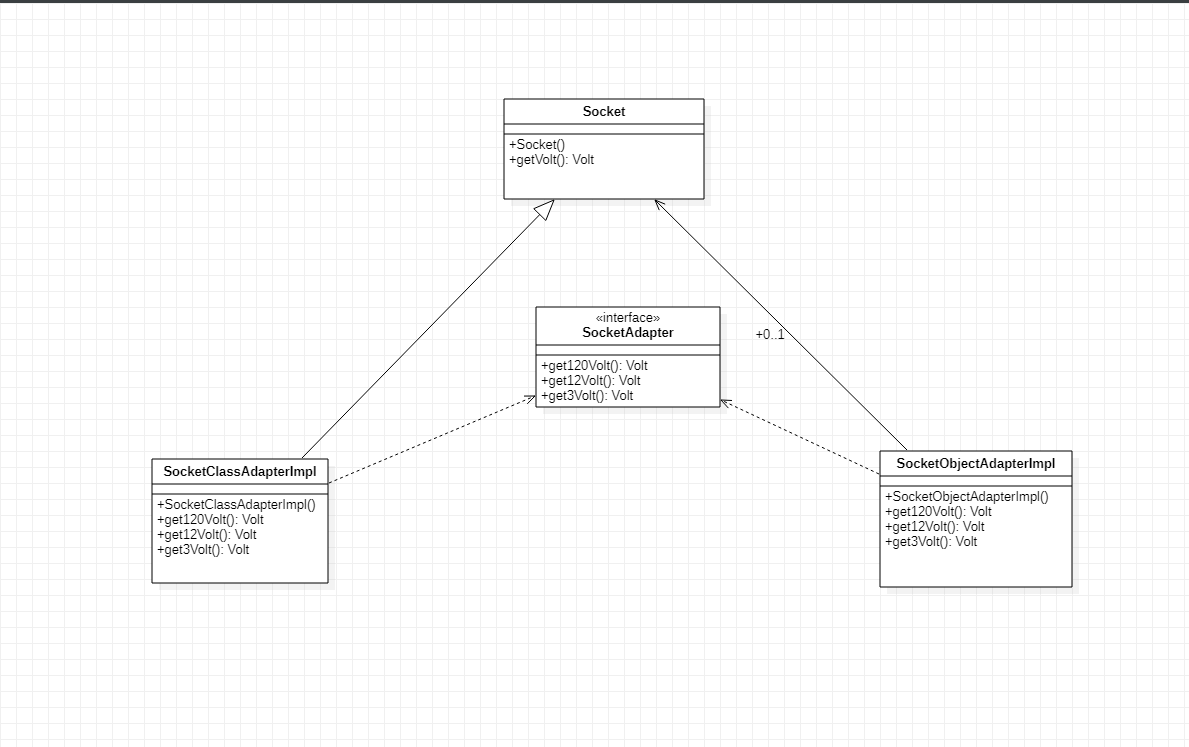 Socket
+Socket()
+getVolt(): Volt
«interface»
SocketAdapter
+get120Volt(): Volt
+get12Volt(): Volt
+get3Volt(): Volt
+0..1
SocketClassAdapterImpl
+SocketClassAdapterImpl()
+get120Volt(): Volt
+get12Volt(): Volt
+get3Volt(): Volt
SocketObjectAdapterImpl
+SocketObjectAdapterImpl()
+get120Volt(): Volt
+get12Volt(): Volt
+get3Volt(): Volt